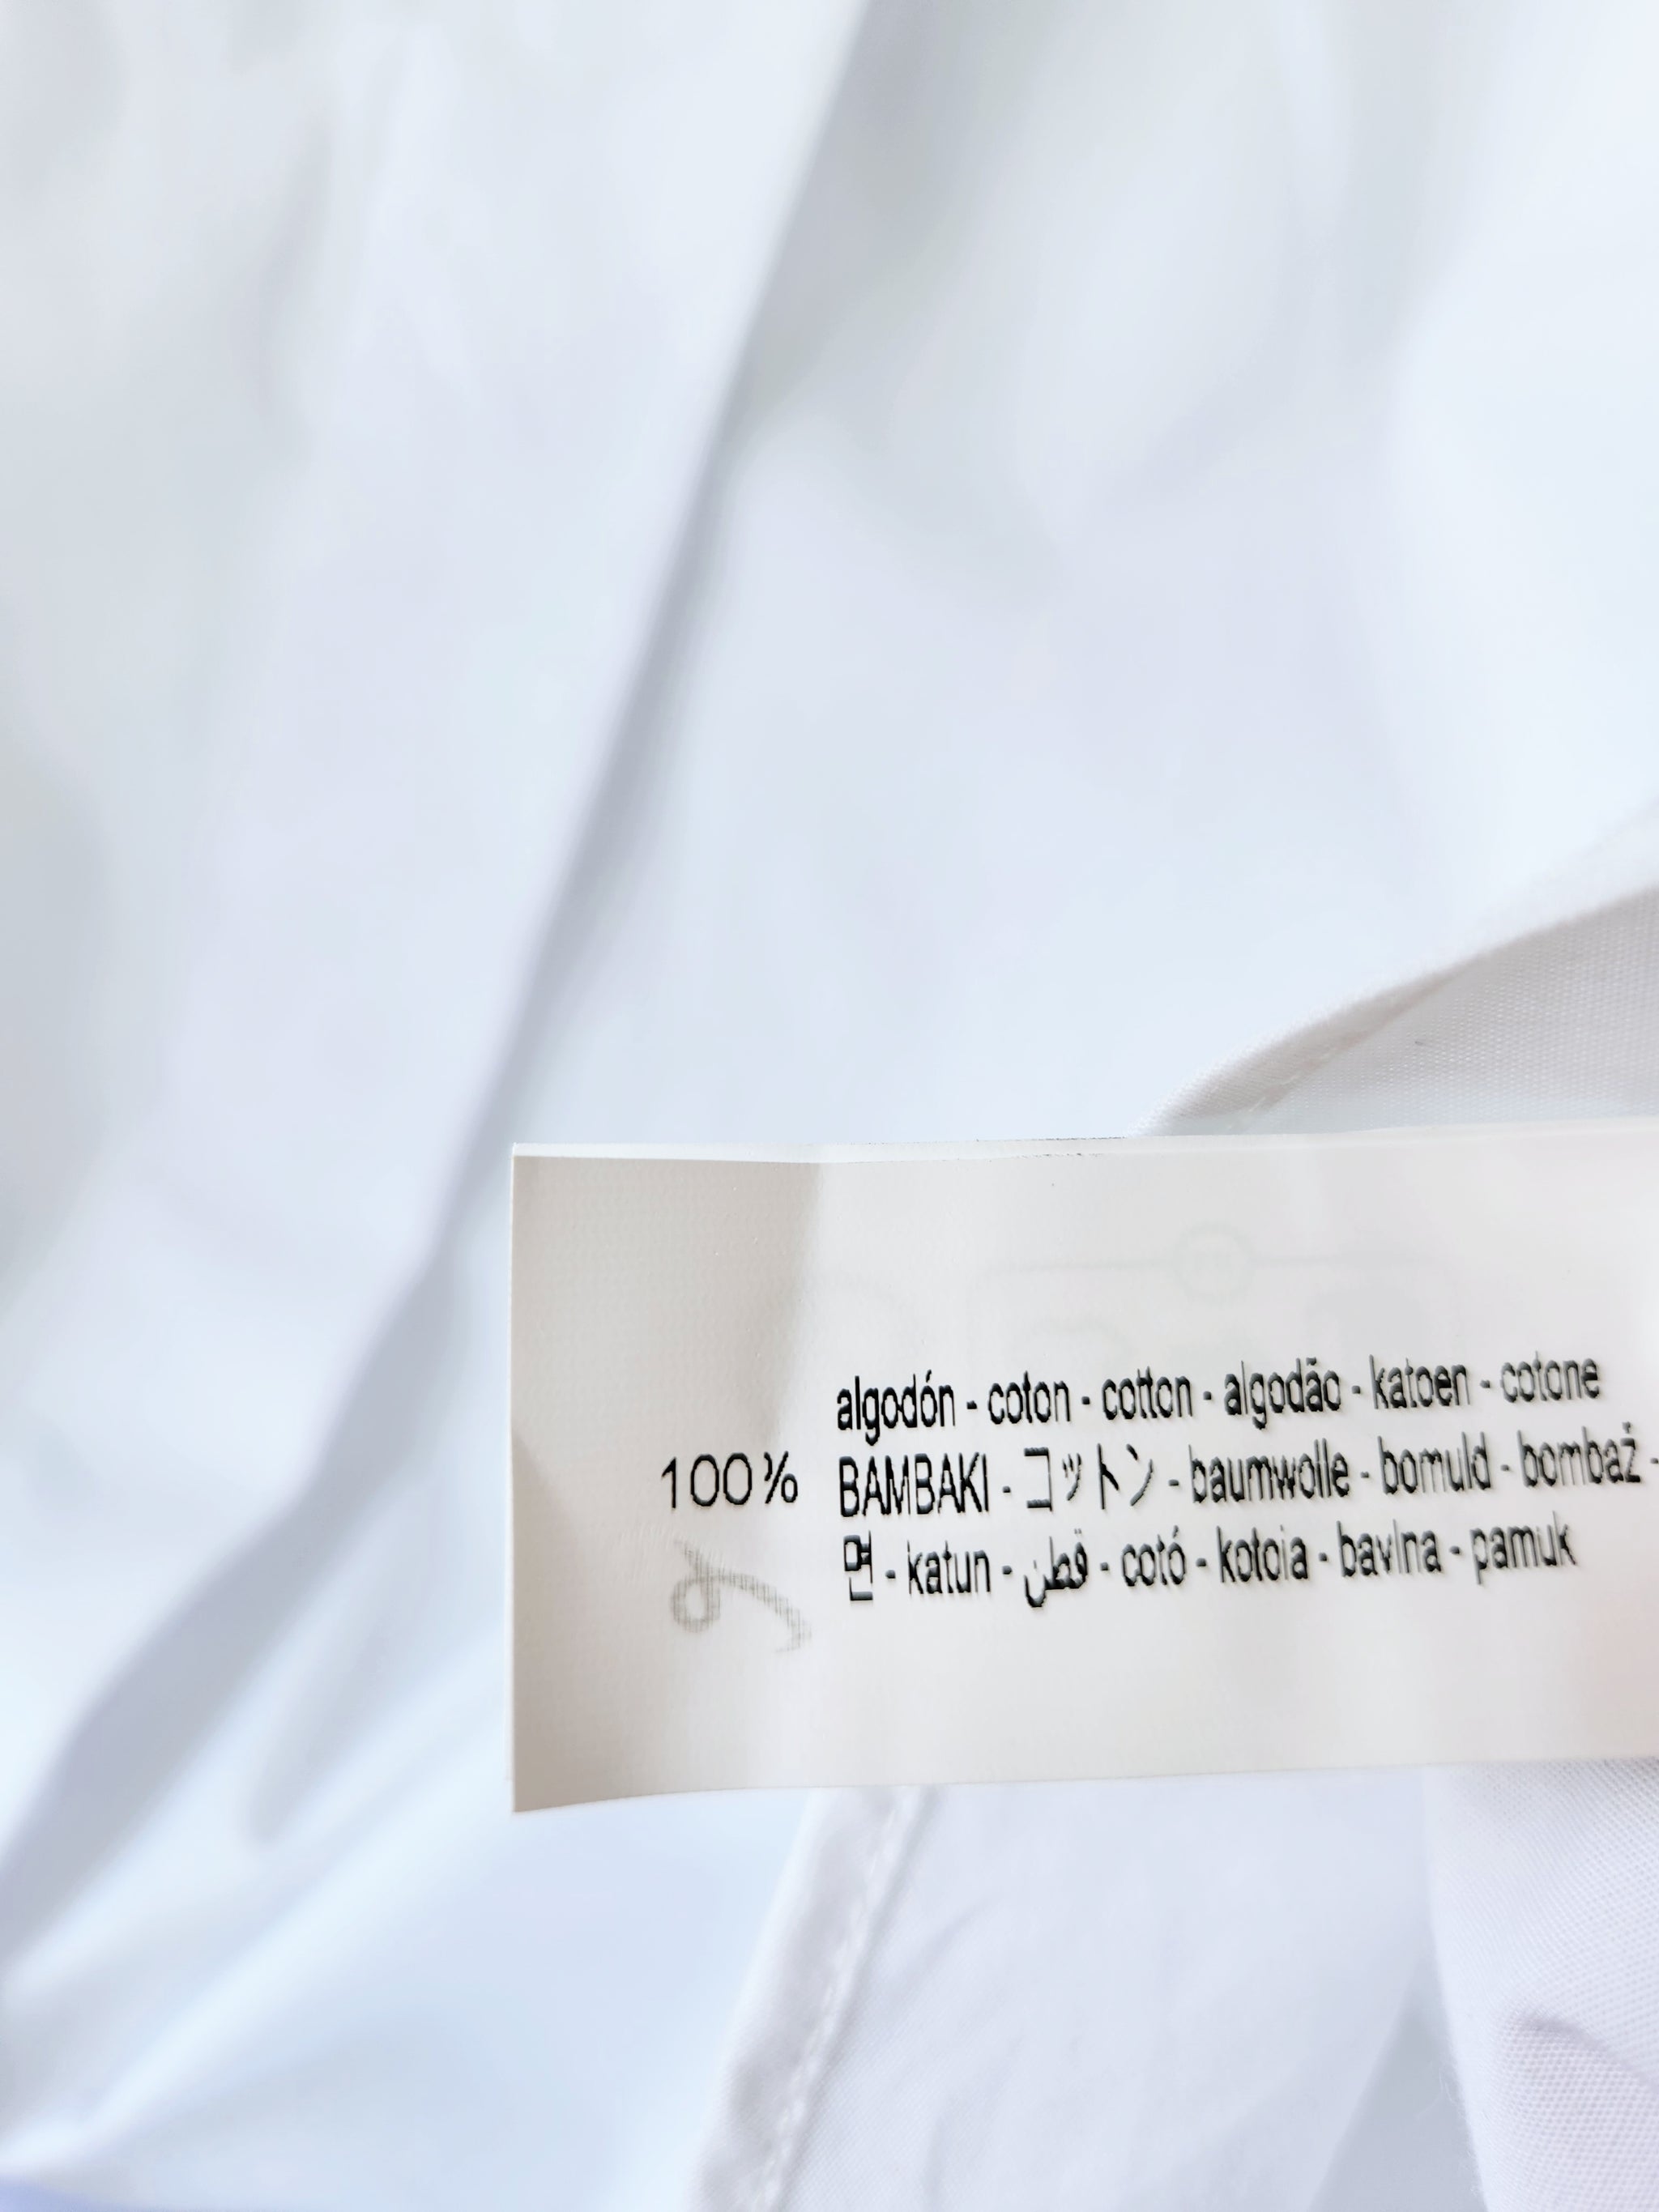 algodón - coton - cotton - algodão - katoen - cotone
100% BAMBAKI - コットン - baumwolle - bomuld - bombaž -
면 - katun - قطن - cotó - kotoia - bavlna - pamuk